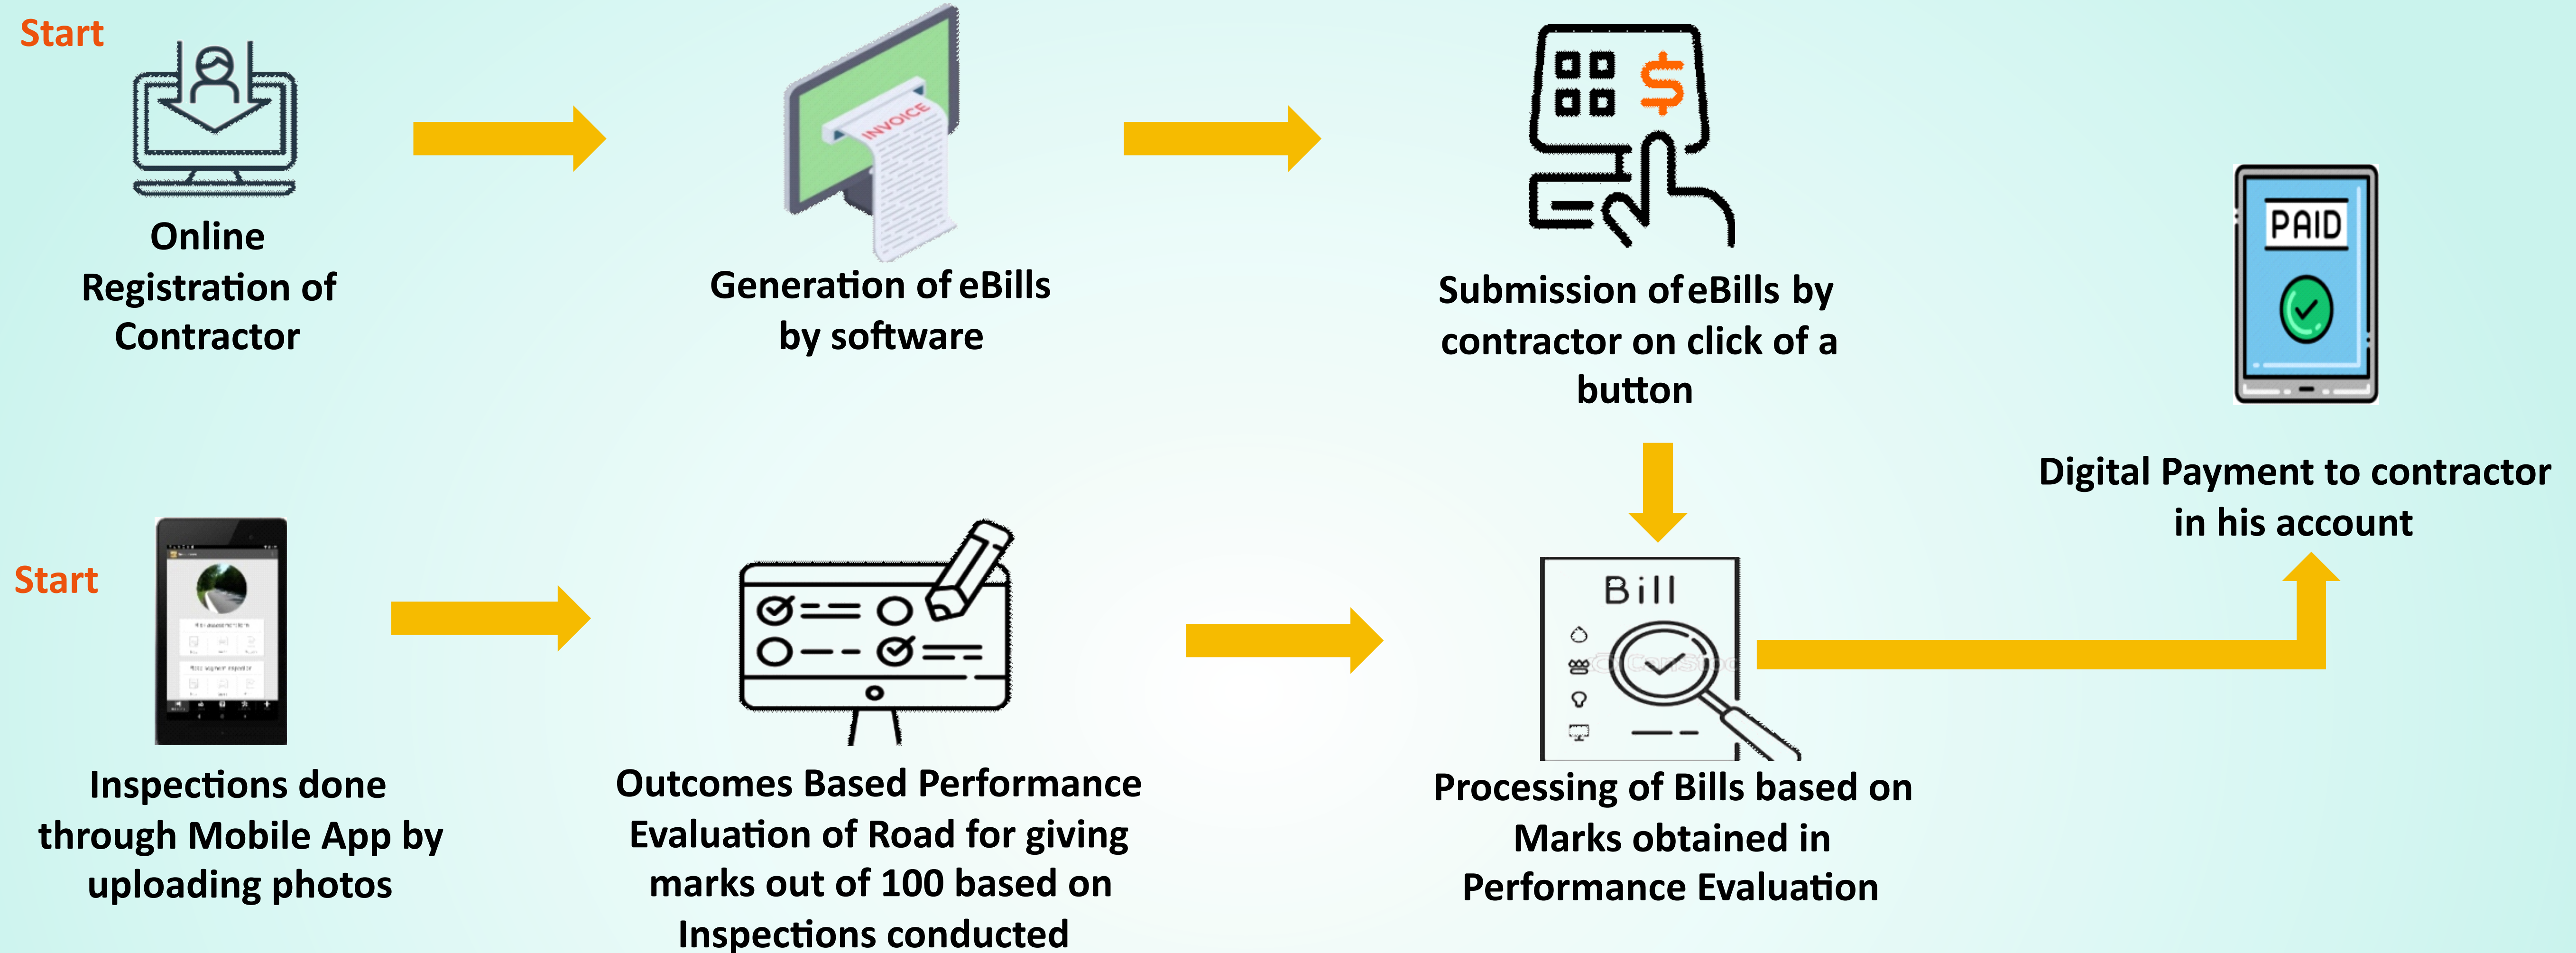 Start
Online
Registration of
Contractor
INVOICE
Generation of eBills
by software
$
Submission of eBills by
contractor on click of a
button
PAID
Digital Payment to contractor
in his account
Start
Inspections done
through Mobile App by
uploading photos
Outcomes Based Performance
Evaluation of Road for giving
marks out of 100 based on
Inspections conducted
Bill
Processing of Bills based on
Marks obtained in
Performance Evaluation